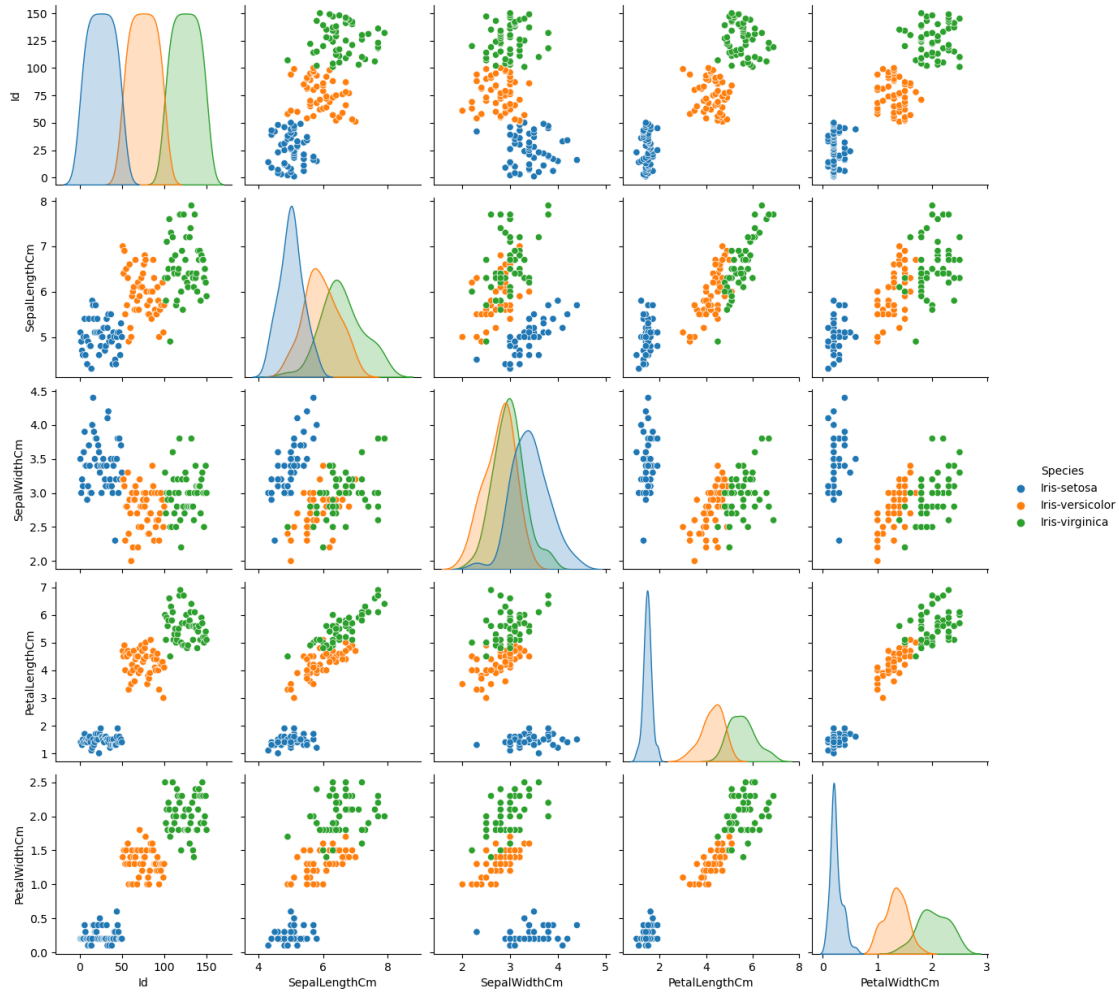 150
125
100
75
50
25
0
Id
8
7
6
5
SepalLengthCm
4.5
4.0
3.5
3.0
2.5
2.0
SepalWidthCm
Species
Iris-setosa
Iris-versicolor
Iris-virginica
7
6
5
4
3
2
1
PetalLengthCm
2.5
2.0
1.5
1.0
0.5
0.0
PetalWidthCm
0 50 100 150 4 6 8 2 3 4 5 2 4 6 8 0 1 2 3
Id SepalLengthCm SepalWidthCm PetalLengthCm PetalWidthCm